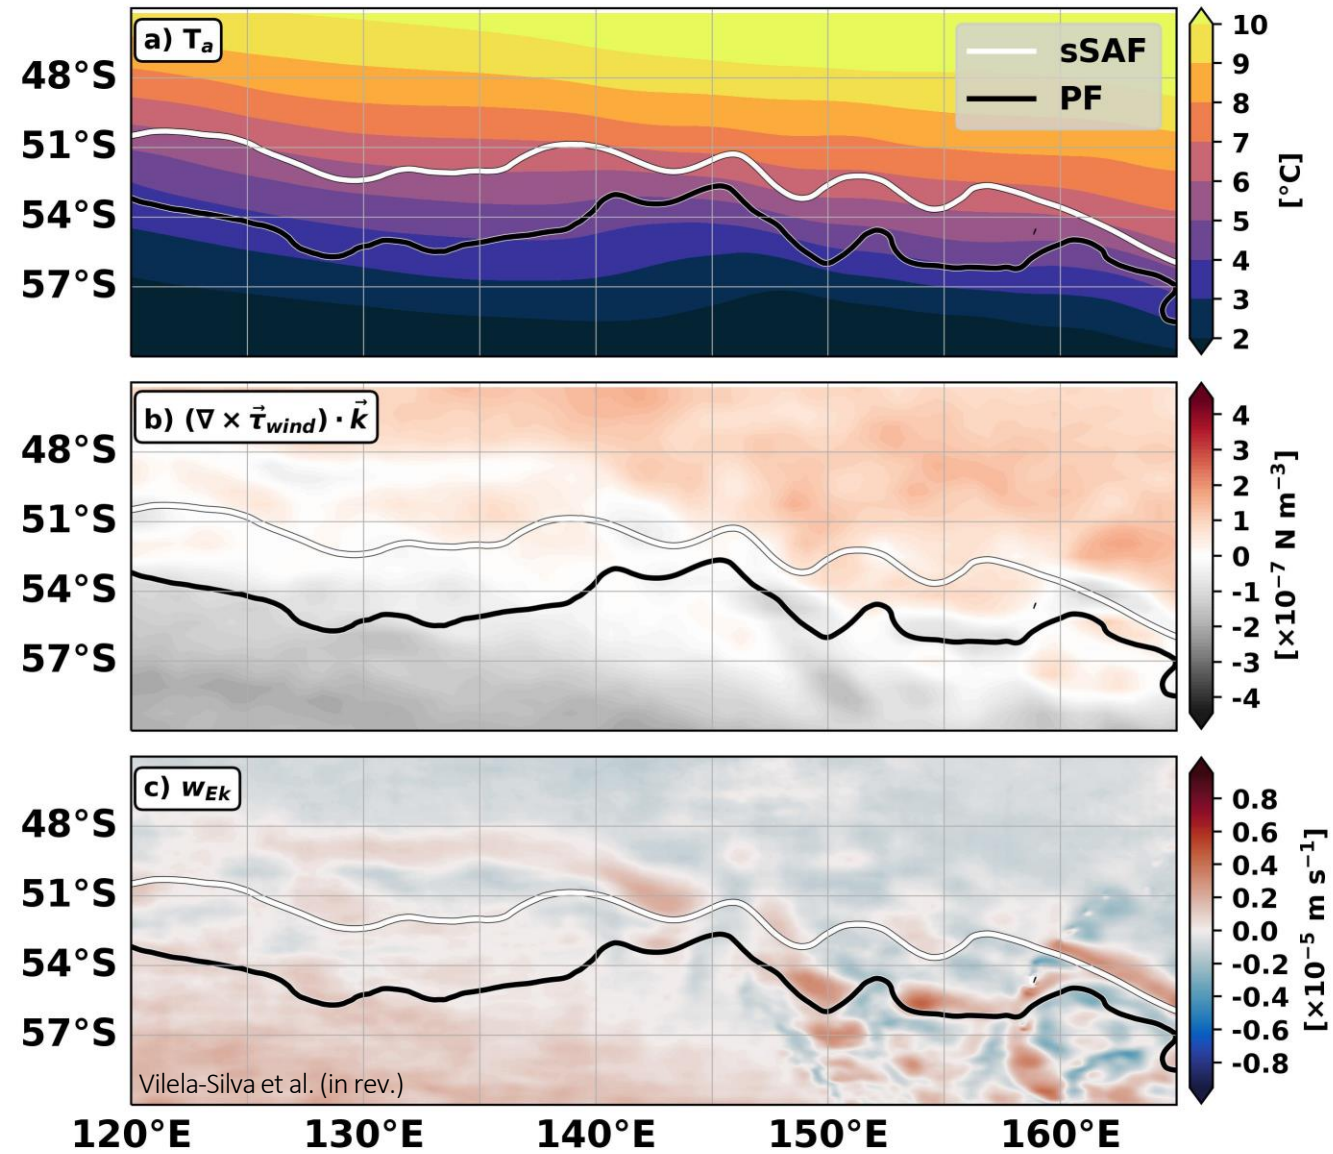 a) Tₐ
sSAF
PF
48°S
51°S
54°S
57°S
10
9
8
7
6
5
4
3
2
[°C]
b) (∇ × τ⃗_wind) · k⃗
48°S
51°S
54°S
57°S
4
3
2
1
0
-1
-2
-3
-4
[×10⁻⁷ N m⁻³]
c) w_Ek
48°S
51°S
54°S
57°S
0.8
0.6
0.4
0.2
0.0
-0.2
-0.4
-0.6
-0.8
[×10⁻⁵ m s⁻¹]
Vilela-Silva et al. (in rev.)
120°E 130°E 140°E 150°E 160°E